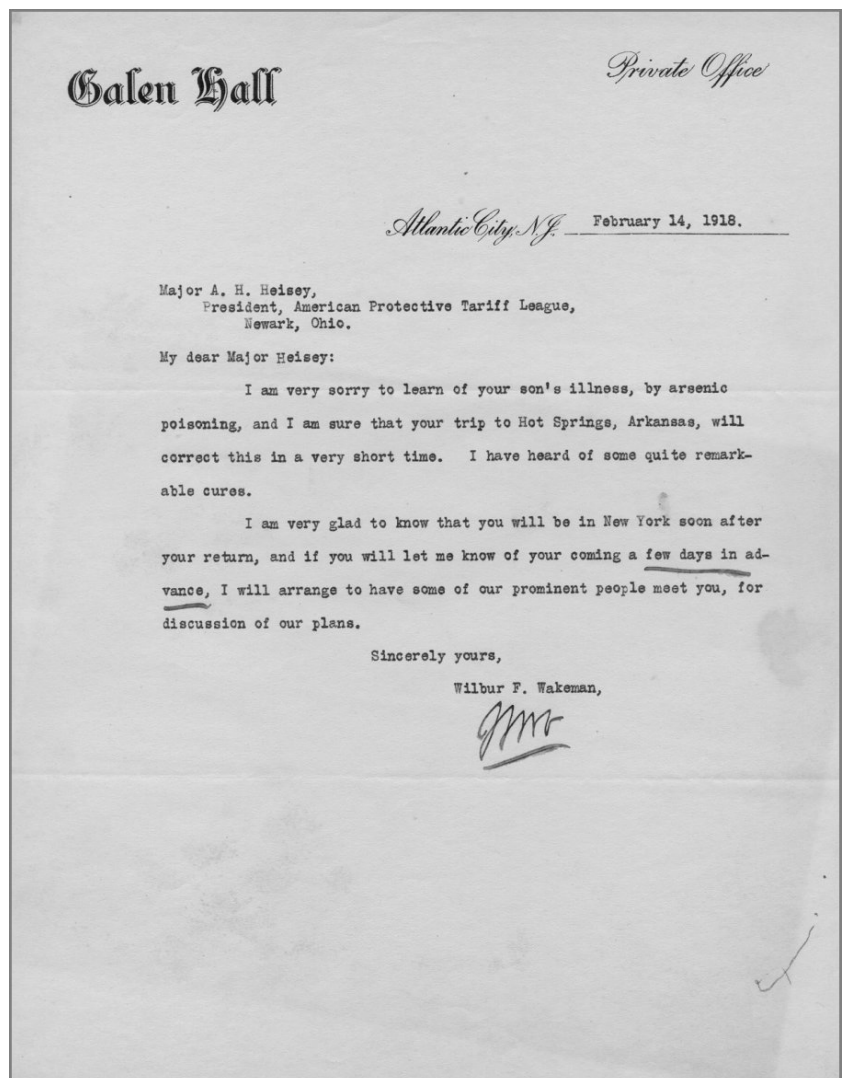 Galen Hall
Private Office
Atlantic City, N.J. February 14, 1918.
Major A. H. Heisey,
President, American Protective Tariff League,
Newark, Ohio.
My dear Major Heisey:
I am very sorry to learn of your son's illness, by arsenic
poisoning, and I am sure that your trip to Hot Springs, Arkansas, will
correct this in a very short time. I have heard of some quite remark-
able cures.
I am very glad to know that you will be in New York soon after
your return, and if you will let me know of your coming a few days in ad-
vance, I will arrange to have some of our prominent people meet you, for
discussion of our plans.
Sincerely yours,
Wilbur F. Wakeman,